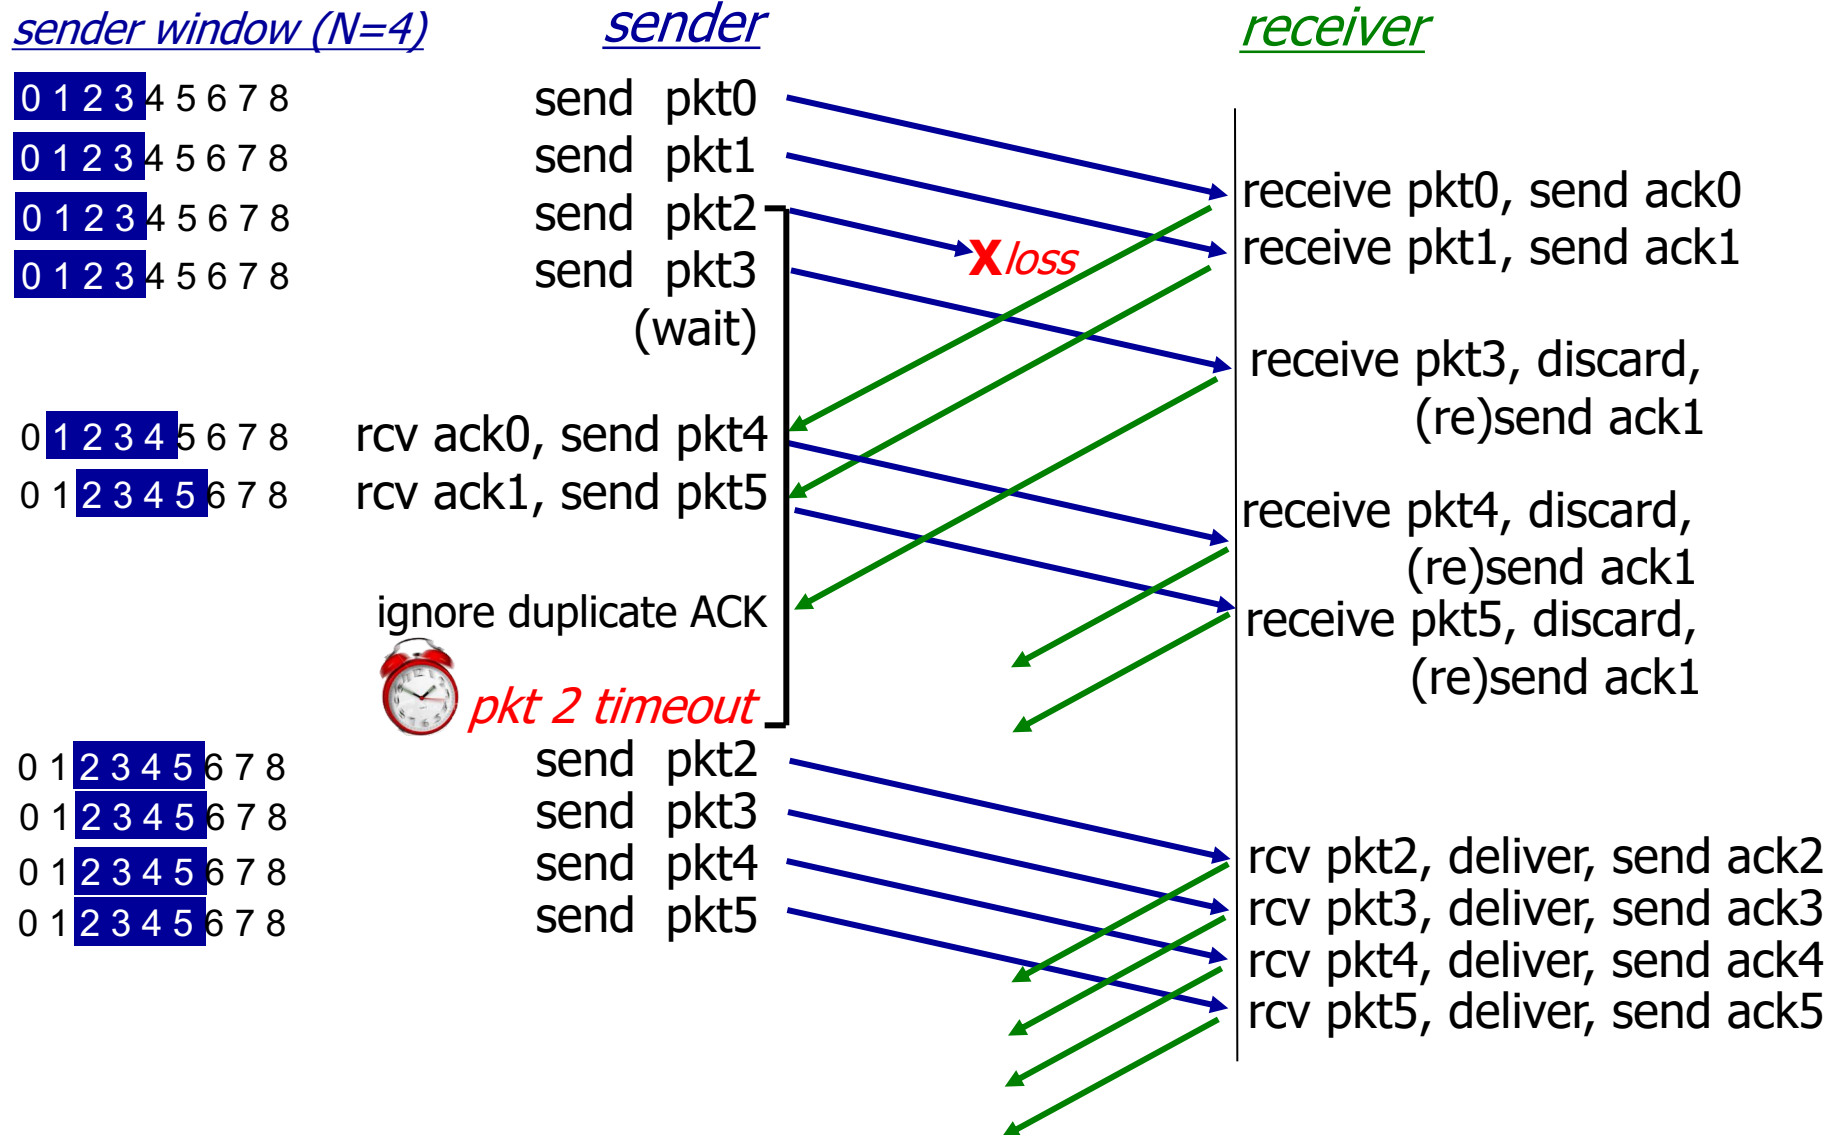 sender window (N=4)
sender
receiver
0 1 2 3 4 5 6 7 8
send pkt0
0 1 2 3 4 5 6 7 8
send pkt1
receive pkt0, send ack0
0 1 2 3 4 5 6 7 8
send pkt2
receive pkt1, send ack1
X loss
0 1 2 3 4 5 6 7 8
send pkt3
(wait)
receive pkt3, discard,
(re)send ack1
0 1 2 3 4 5 6 7 8
rcv ack0, send pkt4
0 1 2 3 4 5 6 7 8
rcv ack1, send pkt5
receive pkt4, discard,
(re)send ack1
ignore duplicate ACK
receive pkt5, discard,
(re)send ack1
pkt 2 timeout
0 1 2 3 4 5 6 7 8
send pkt2
0 1 2 3 4 5 6 7 8
send pkt3
0 1 2 3 4 5 6 7 8
send pkt4
rcv pkt2, deliver, send ack2
0 1 2 3 4 5 6 7 8
send pkt5
rcv pkt3, deliver, send ack3
rcv pkt4, deliver, send ack4
rcv pkt5, deliver, send ack5